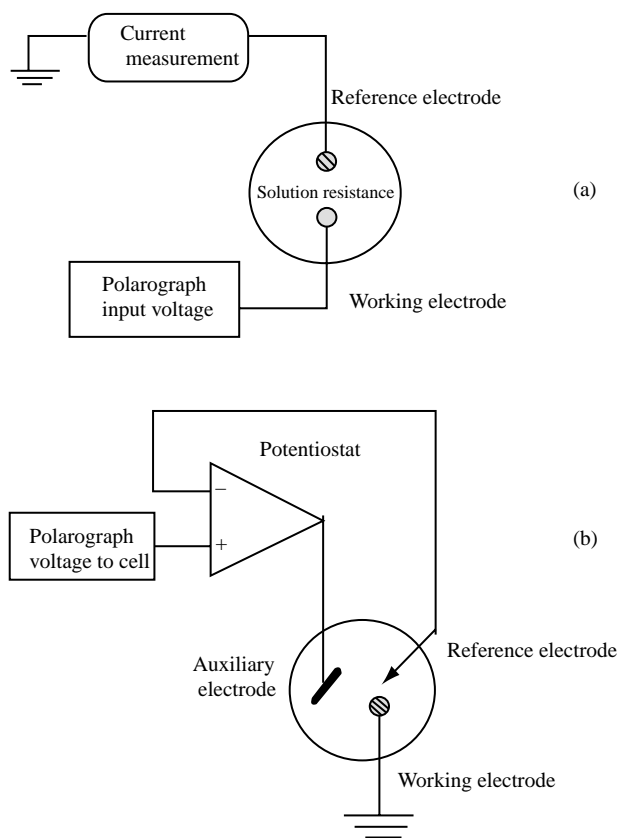 Current
measurement
Reference electrode
Solution resistance
(a)
Polarograph
input voltage
Working electrode
Potentiostat
−
Polarograph
voltage to cell
+
(b)
Auxiliary
electrode
Reference electrode
Working electrode